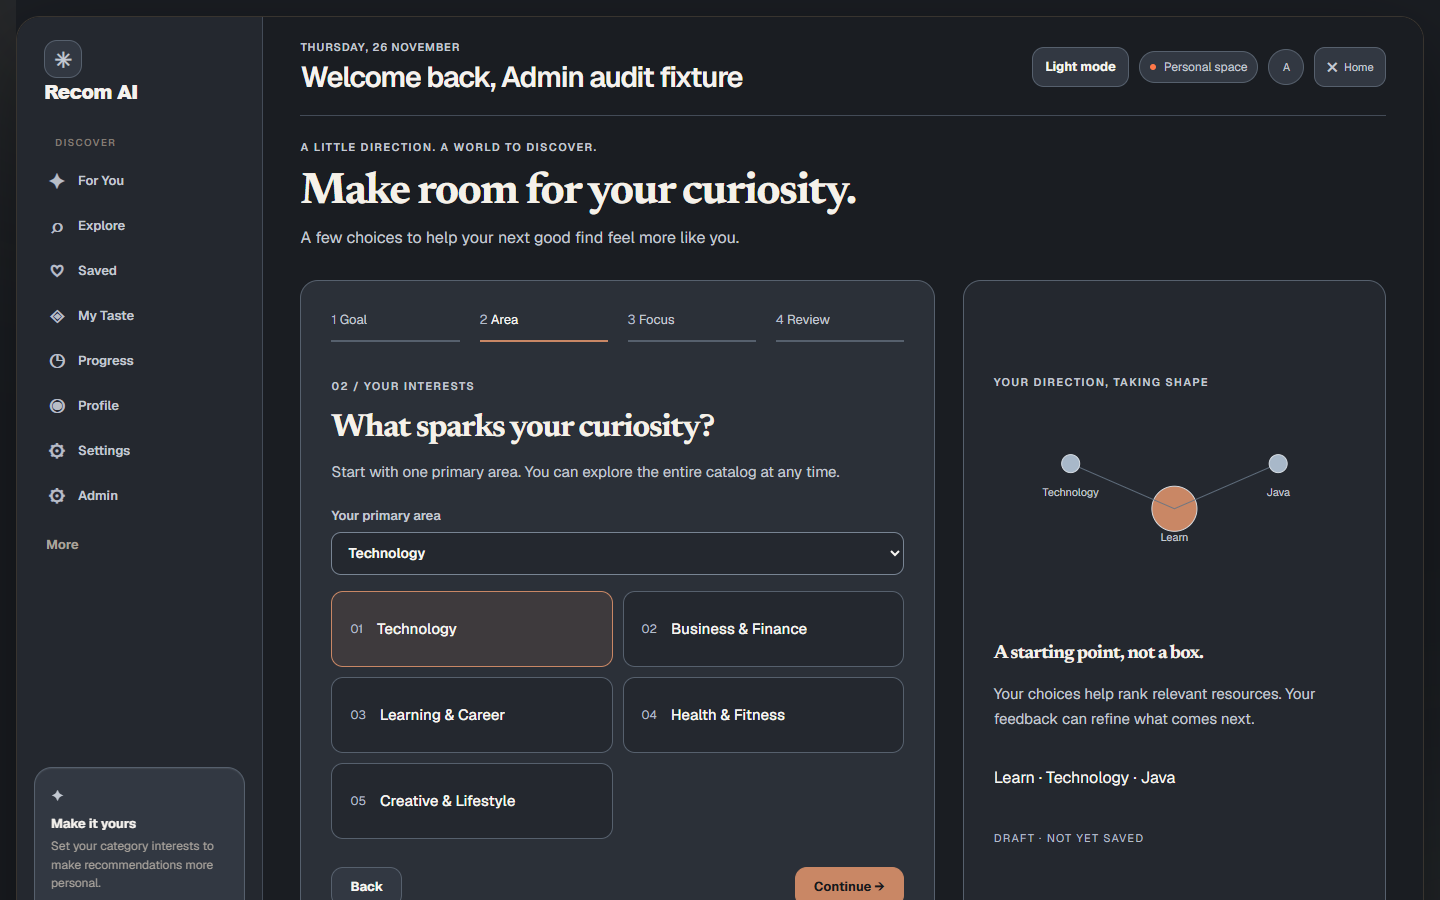 Recom AI
DISCOVER
For You
Explore
Saved
My Taste
Progress
Profile
Settings
Admin
More
Make it yours
Set your category interests to
make recommendations more
personal.
THURSDAY, 26 NOVEMBER
Welcome back, Admin audit fixture
Light mode
Personal space
A
Home
A LITTLE DIRECTION. A WORLD TO DISCOVER.
Make room for your curiosity.
A few choices to help your next good find feel more like you.
1 Goal
2 Area
3 Focus
4 Review
02 / YOUR INTERESTS
What sparks your curiosity?
Start with one primary area. You can explore the entire catalog at any time.
Your primary area
Technology
01 Technology
02 Business & Finance
03 Learning & Career
04 Health & Fitness
05 Creative & Lifestyle
Back
Continue →
YOUR DIRECTION, TAKING SHAPE
Technology
Java
Learn
A starting point, not a box.
Your choices help rank relevant resources. Your
feedback can refine what comes next.
Learn · Technology · Java
DRAFT · NOT YET SAVED